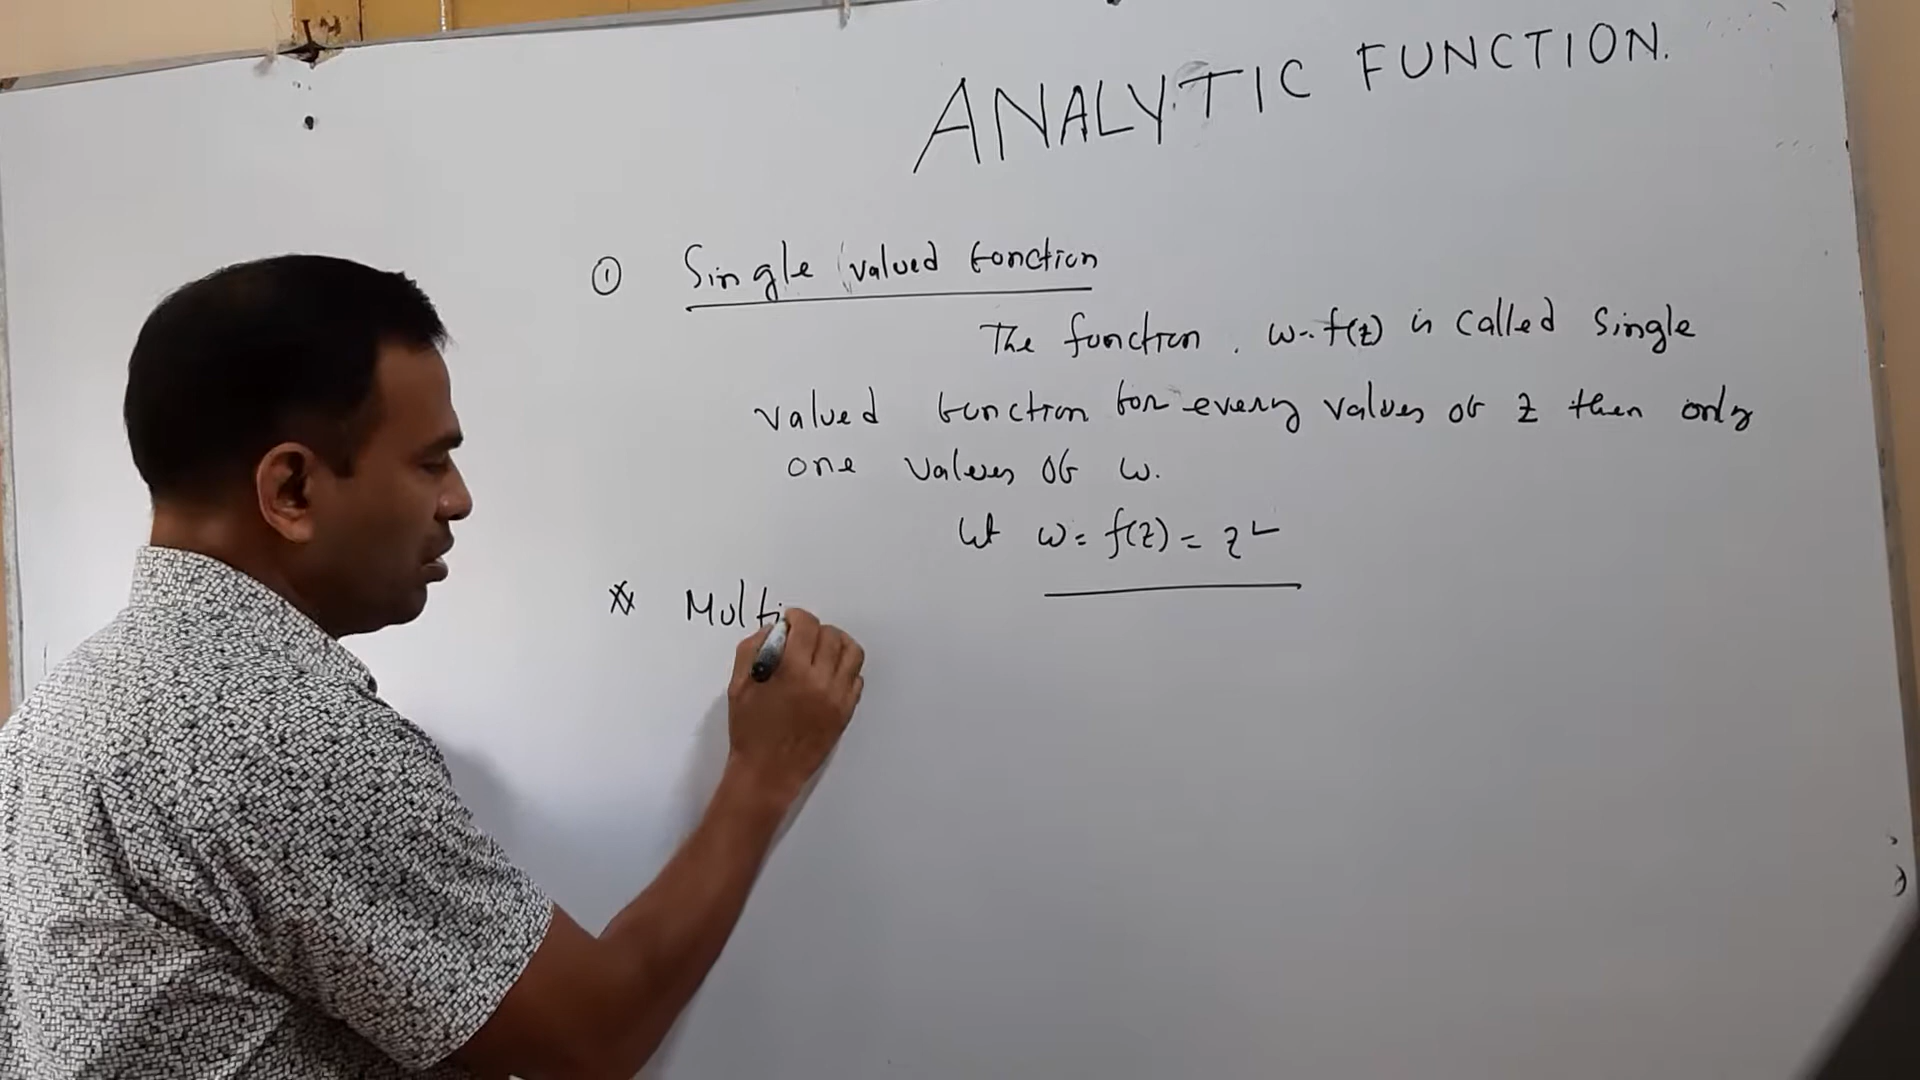 ANALYTIC FUNCTION.
① Single valued function
The function. w = f(z) is called single
valued function for every values of z then only
one values of w.
let w = f(z) = z²
** Multi